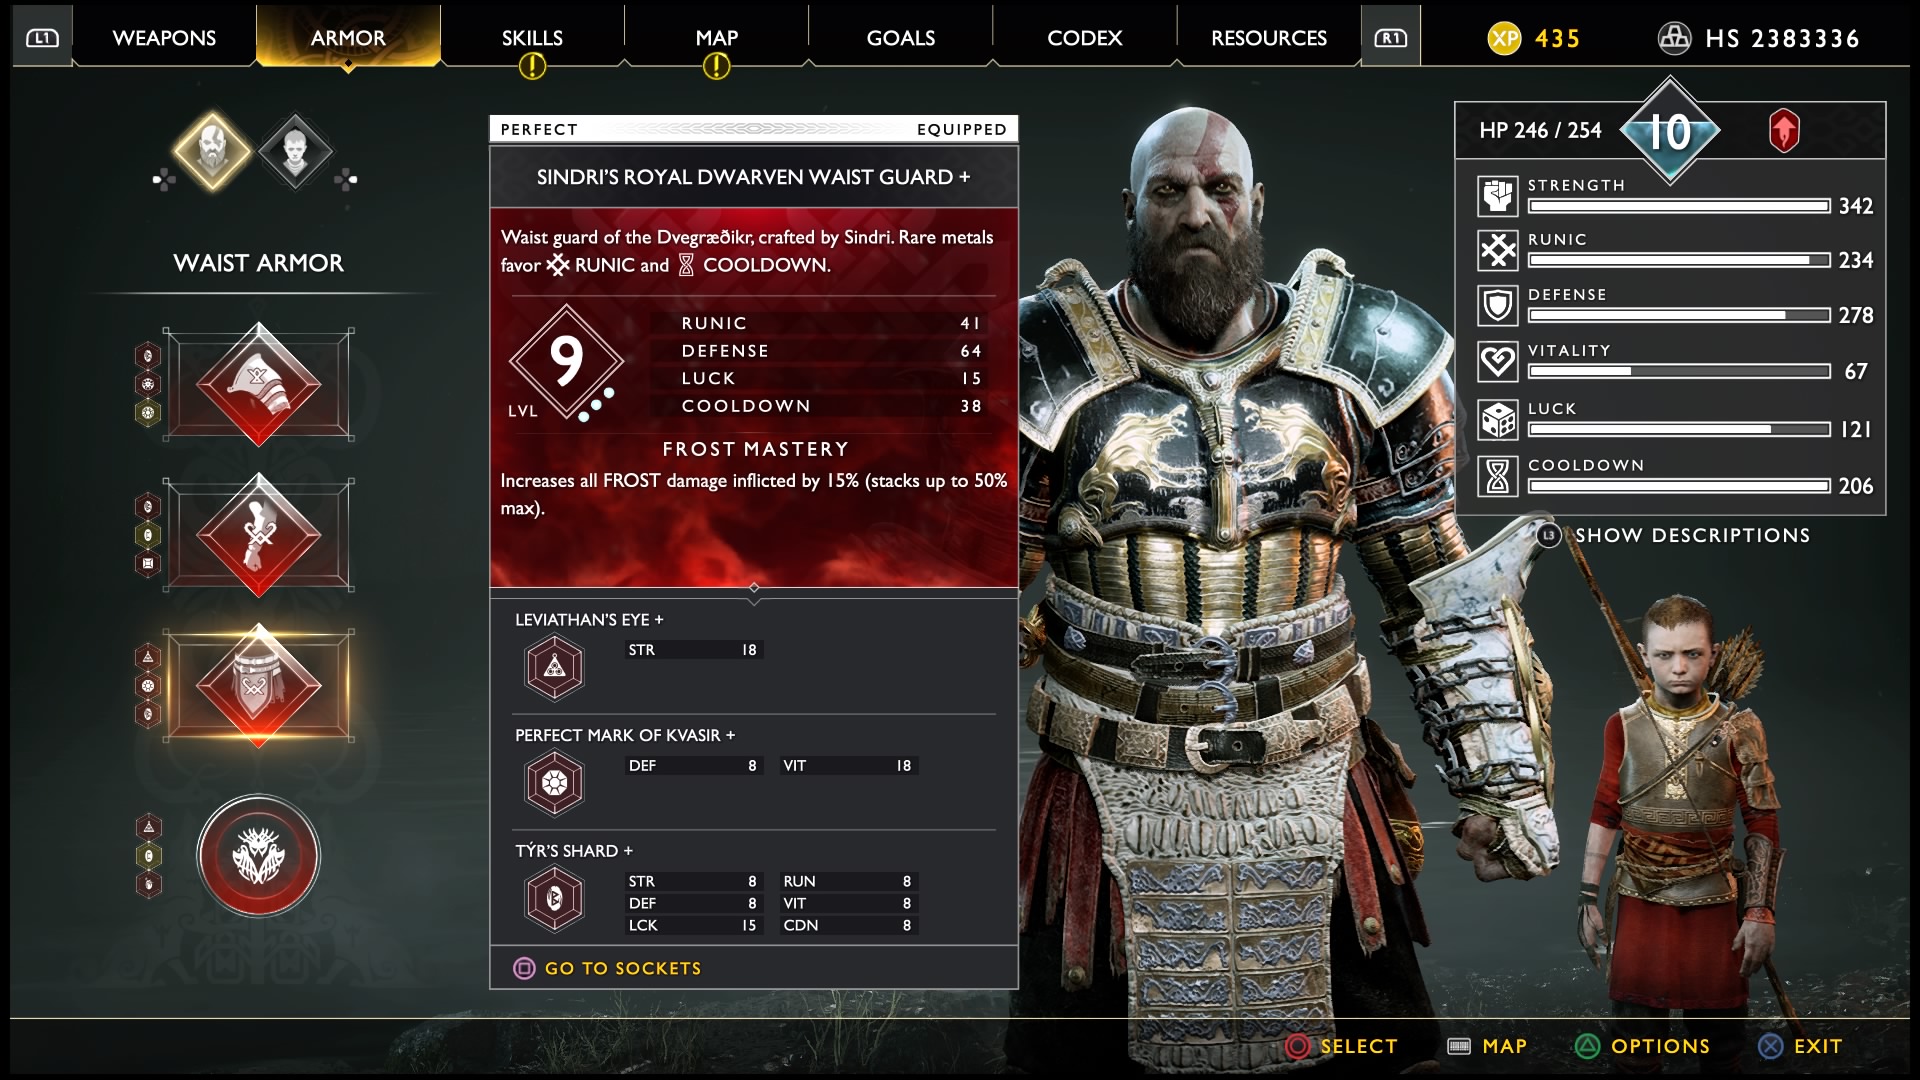 L1 WEAPONS ARMOR SKILLS MAP GOALS CODEX RESOURCES R1 XP 435 HS 2383336
! !
PERFECT EQUIPPED
SINDRI'S ROYAL DWARVEN WAIST GUARD +
Waist guard of the Dvegræðikr, crafted by Sindri. Rare metals
favor RUNIC and COOLDOWN.
9
LVL
RUNIC 41
DEFENSE 64
LUCK 15
COOLDOWN 38
FROST MASTERY
Increases all FROST damage inflicted by 15% (stacks up to 50%
max).
LEVIATHAN'S EYE +
STR 18
PERFECT MARK OF KVASIR +
DEF 8 VIT 18
TÝR'S SHARD +
STR 8 RUN 8
DEF 8 VIT 8
LCK 15 CDN 8
GO TO SOCKETS
WAIST ARMOR
HP 246 / 254 10
STRENGTH
342
RUNIC
234
DEFENSE
278
VITALITY
67
LUCK
121
COOLDOWN
206
L3 SHOW DESCRIPTIONS
SELECT MAP OPTIONS EXIT